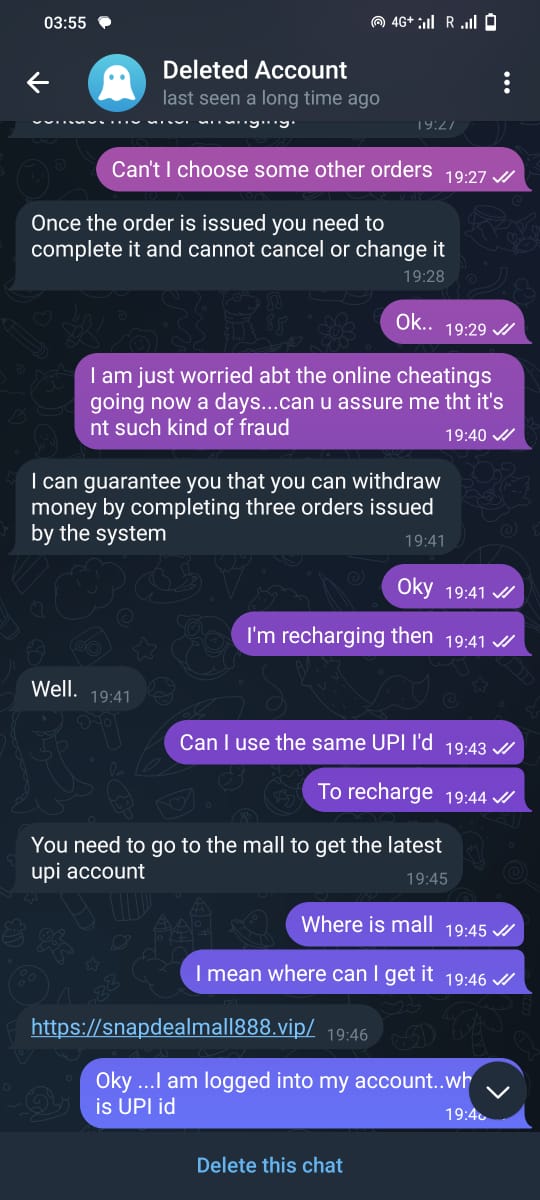 03:55
4G+
R
Deleted Account
last seen a long time ago
contact me after arranging. 19:27
Can't I choose some other orders 19:27
Once the order is issued you need to
complete it and cannot cancel or change it
19:28
Ok.. 19:29
I am just worried abt the online cheatings
going now a days...can u assure me tht it's
nt such kind of fraud
19:40
I can guarantee you that you can withdraw
money by completing three orders issued
by the system
19:41
Oky 19:41
I'm recharging then 19:41
Well. 19:41
Can I use the same UPI I'd 19:43
To recharge 19:44
You need to go to the mall to get the latest
upi account
19:45
Where is mall 19:45
I mean where can I get it 19:46
https://snapdealmall888.vip/ 19:46
Oky ...I am logged into my account..wh
is UPI id
Delete this chat